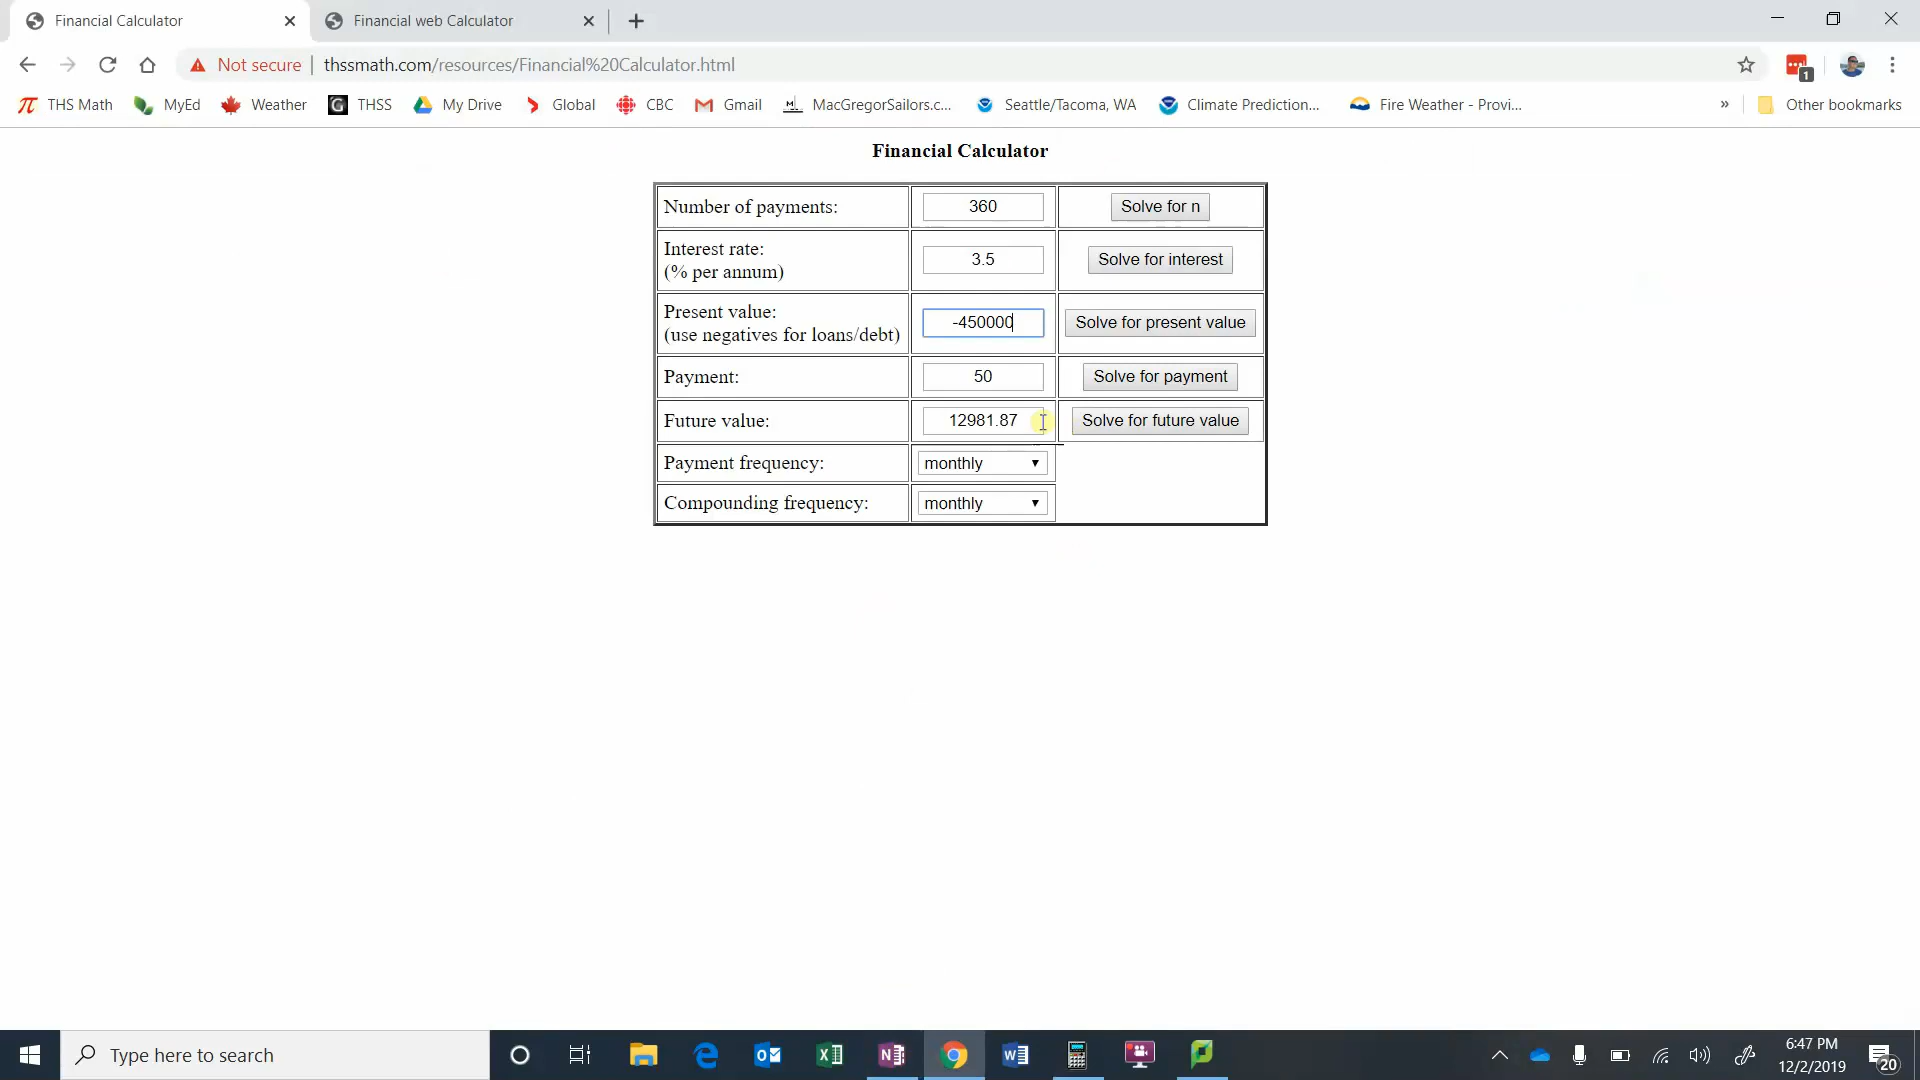 Financial Calculator
Financial web Calculator
Not secure
thssmath.com/resources/Financial%20Calculator.html
1
THS Math
MyEd
Weather
THSS
My Drive
Global
CBC
Gmail
MacGregorSailors.c...
Seattle/Tacoma, WA
Climate Prediction...
Fire Weather - Provi...
»
Other bookmarks
Financial Calculator
Number of payments: 360 Solve for n
Interest rate:
(% per annum) 3.5 Solve for interest
Present value:
(use negatives for loans/debt) -450000 Solve for present value
Payment: 50 Solve for payment
Future value: 12981.87 Solve for future value
Payment frequency: monthly
Compounding frequency: monthly
Type here to search
6:47 PM
12/2/2019
20